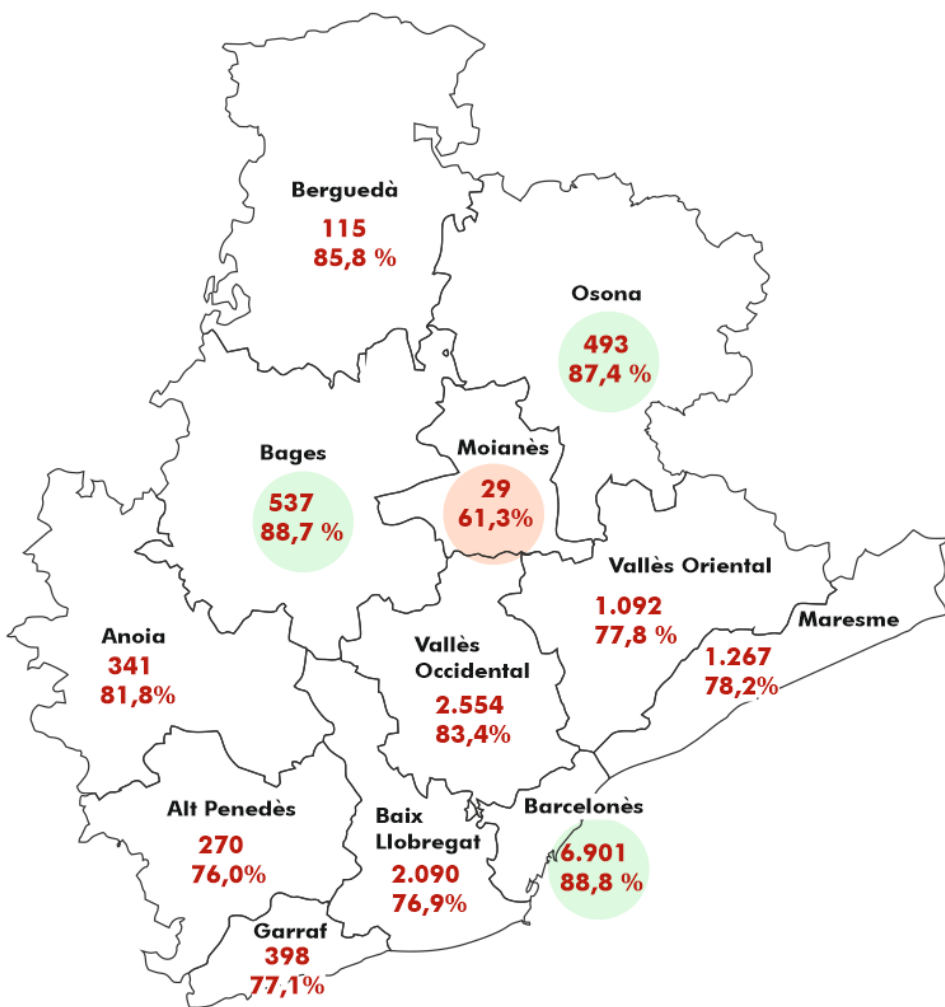 Berguedà
115
85,8 %
Osona
493
87,4 %
Bages
537
88,7 %
Moianès
29
61,3%
Vallès Oriental
1.092
77,8 %
Maresme
1.267
78,2%
Anoia
341
81,8%
Vallès
Occidental
2.554
83,4%
Alt Penedès
270
76,0%
Baix
Llobregat
2.090
76,9%
Barcelonès
6.901
88,8 %
Garraf
398
77,1%